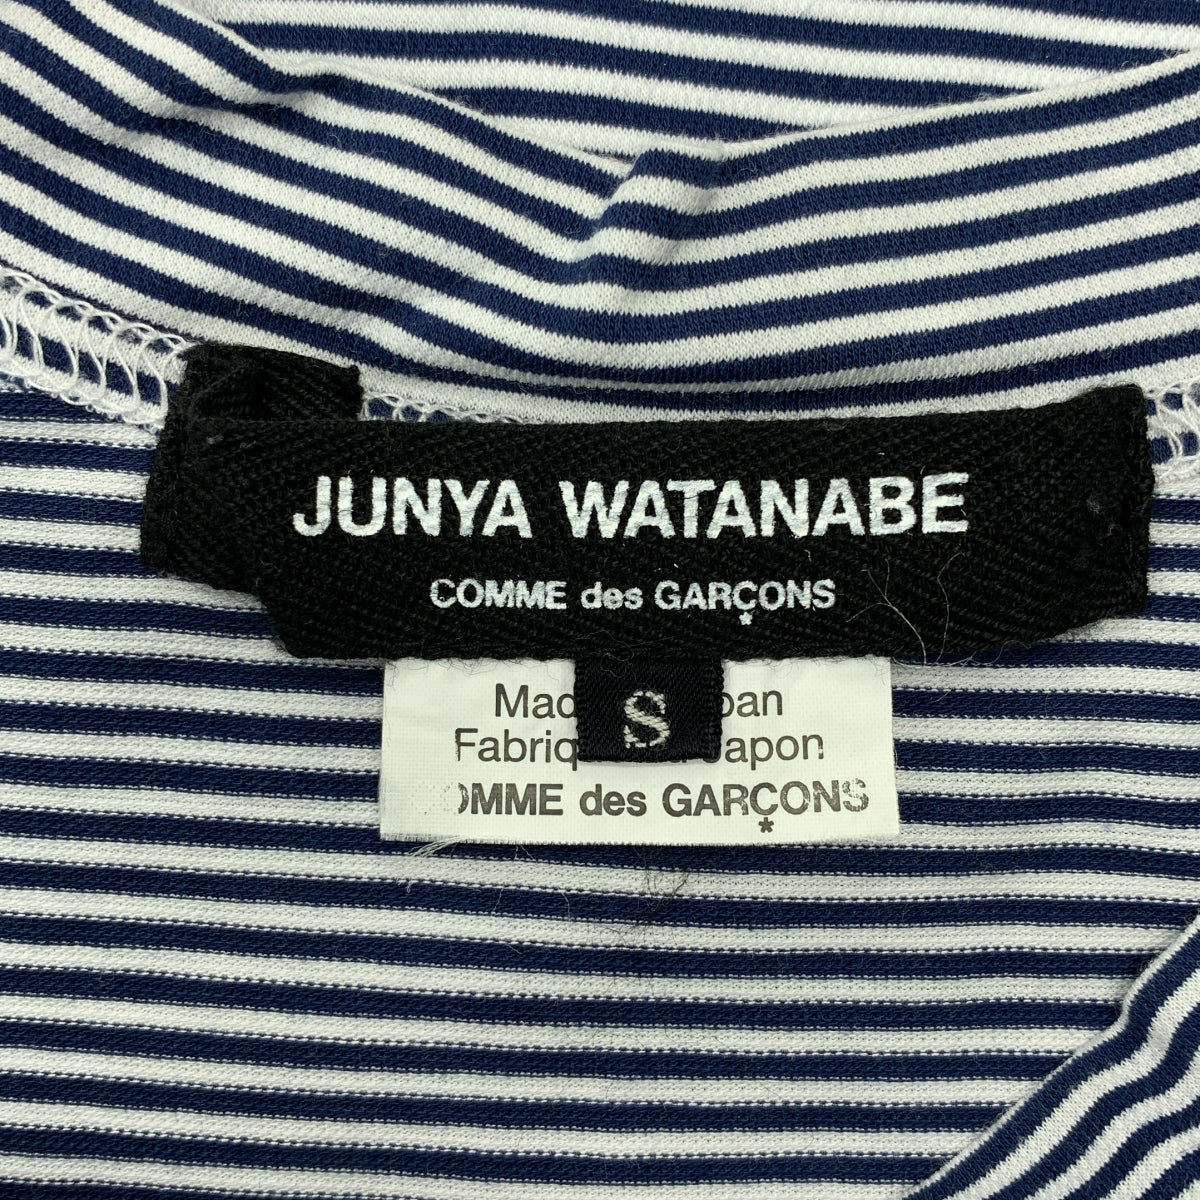 JUNYA WATANABE
COMME des GARÇONS
S
Mad pan
Fabriq Japon
OMME des GARÇONS